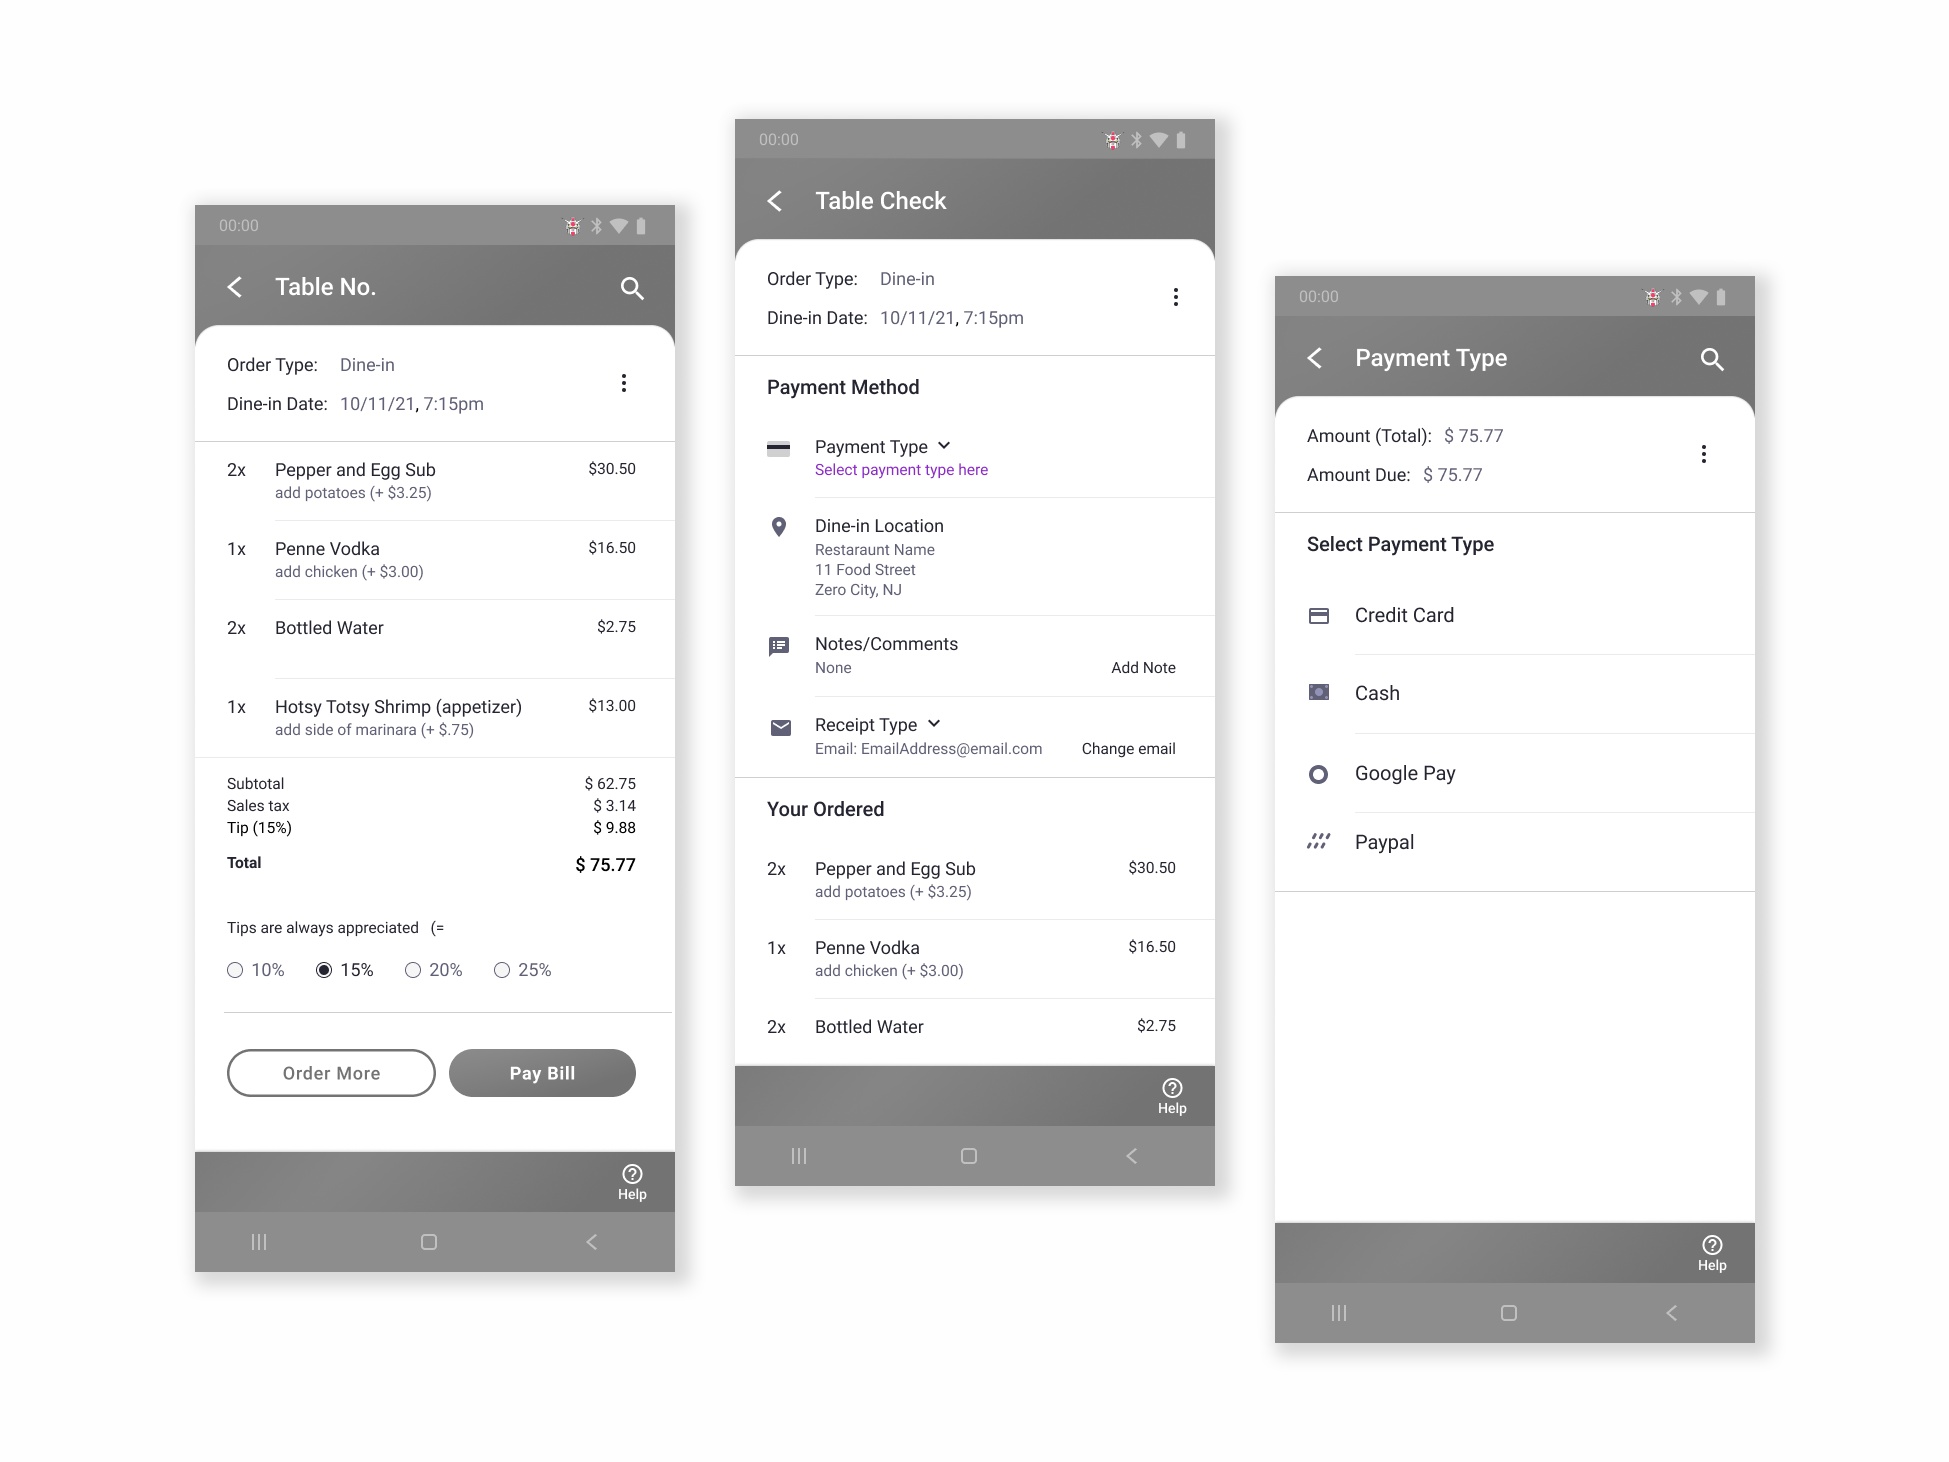 00:00
Table No.
Order Type: Dine-in
Dine-in Date: 10/11/21, 7:15pm
2x Pepper and Egg Sub $30.50
add potatoes (+ $3.25)
1x Penne Vodka $16.50
add chicken (+ $3.00)
2x Bottled Water $2.75
1x Hotsy Totsy Shrimp (appetizer) $13.00
add side of marinara (+ $.75)
Subtotal $ 62.75
Sales tax $ 3.14
Tip (15%) $ 9.88
Total $ 75.77
Tips are always appreciated (=
10% 15% 20% 25%
Order More Pay Bill
Help
00:00
Table Check
Order Type: Dine-in
Dine-in Date: 10/11/21, 7:15pm
Payment Method
Payment Type
Select payment type here
Dine-in Location
Restaraunt Name
11 Food Street
Zero City, NJ
Notes/Comments
None Add Note
Receipt Type
Email: EmailAddress@email.com Change email
Your Ordered
2x Pepper and Egg Sub $30.50
add potatoes (+ $3.25)
1x Penne Vodka $16.50
add chicken (+ $3.00)
2x Bottled Water $2.75
Help
00:00
Payment Type
Amount (Total): $ 75.77
Amount Due: $ 75.77
Select Payment Type
Credit Card
Cash
Google Pay
Paypal
Help